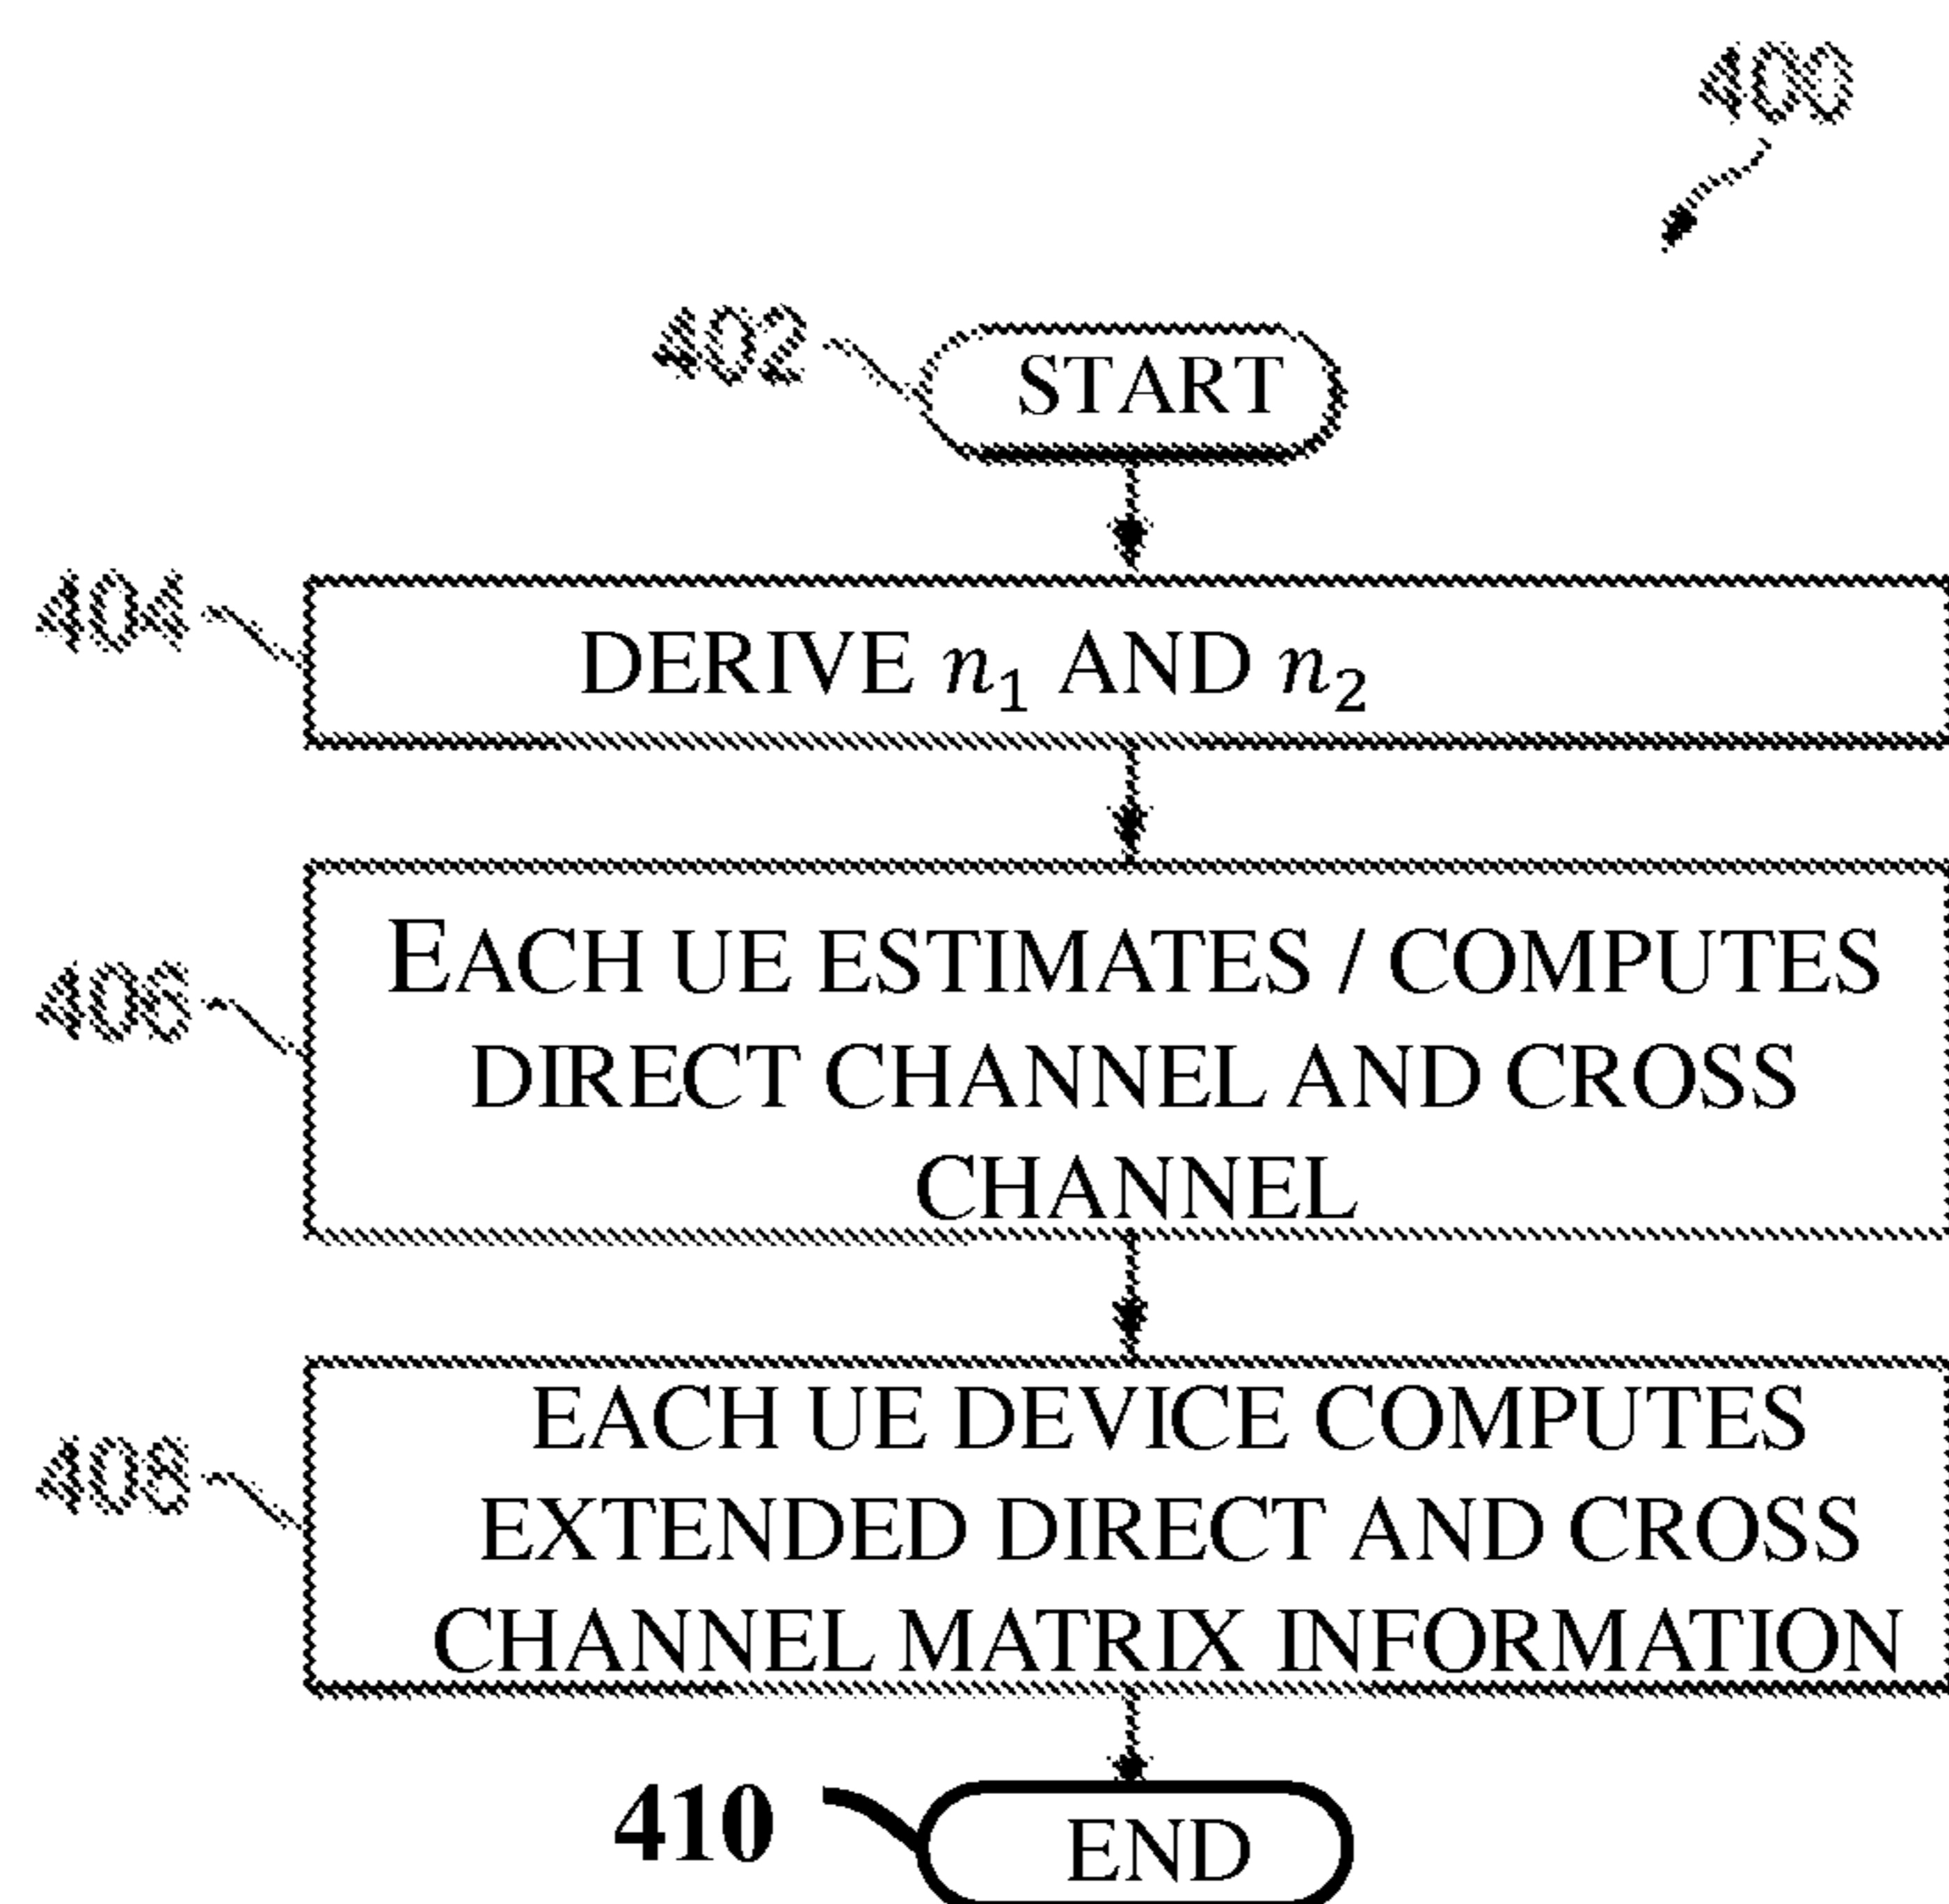 400
402
START
404
DERIVE n₁ AND n₂
406
EACH UE ESTIMATES / COMPUTES
DIRECT CHANNEL AND CROSS
CHANNEL
408
EACH UE DEVICE COMPUTES
EXTENDED DIRECT AND CROSS
CHANNEL MATRIX INFORMATION
410
END